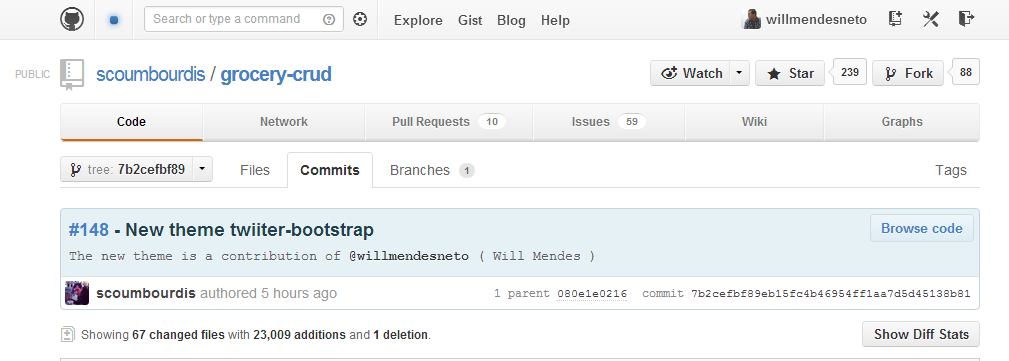 Search or type a command Explore Gist Blog Help willmendesneto
PUBLIC scoumbourdis / grocery-crud Watch Star 239 Fork 88
Code Network Pull Requests 10 Issues 59 Wiki Graphs
tree: 7b2cefbf89 Files Commits Branches 1 Tags
#148 - New theme twiiter-bootstrap Browse code
The new theme is a contribution of @willmendesneto ( Will Mendes )
scoumbourdis authored 5 hours ago 1 parent 080e1e0216 commit 7b2cefbf89eb15fc4b46954ff1aa7d5d45138b81
Showing 67 changed files with 23,009 additions and 1 deletion. Show Diff Stats